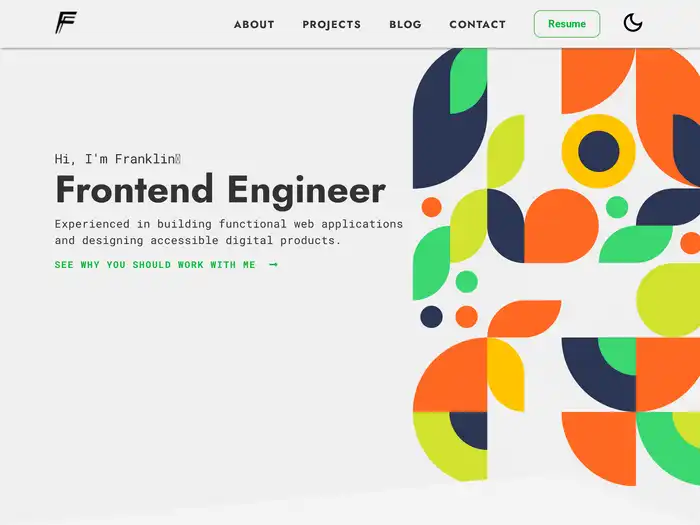 F
ABOUT
PROJECTS
BLOG
CONTACT
Resume
Hi, I'm Franklin
Frontend Engineer
Experienced in building functional web applications
and designing accessible digital products.
SEE WHY YOU SHOULD WORK WITH ME →